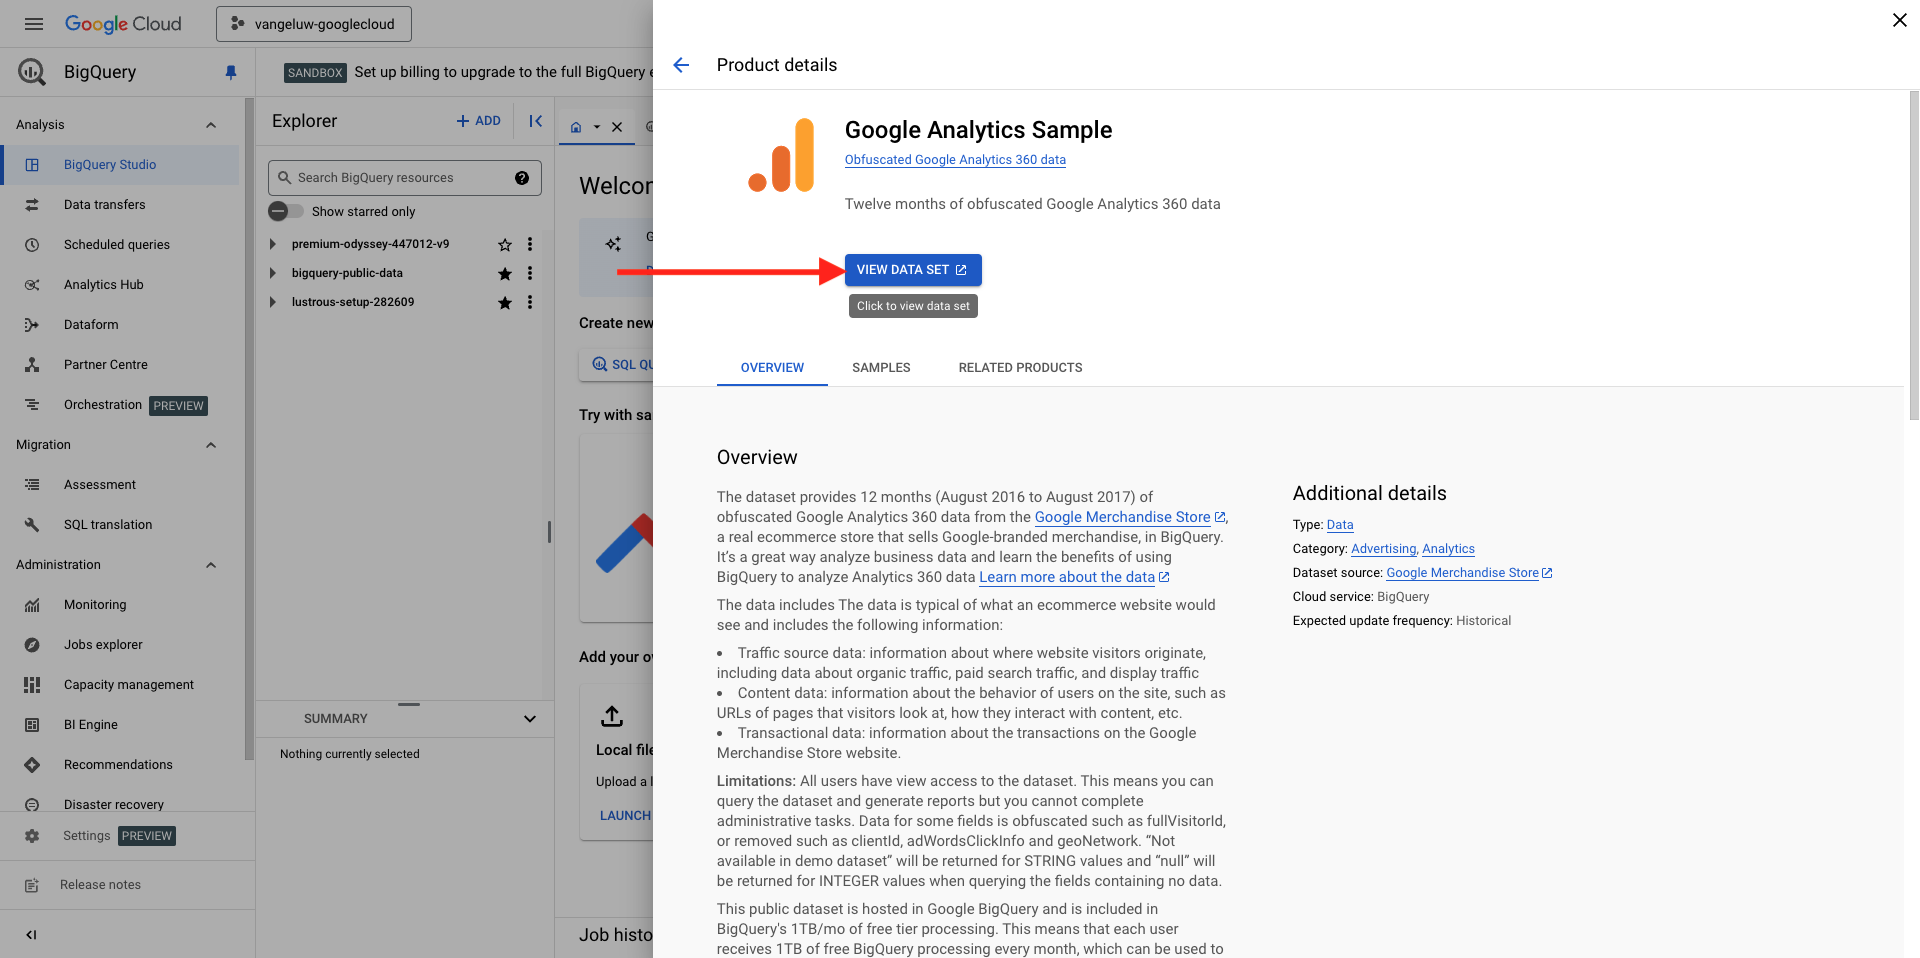 Google Cloud
vangeluw-googlecloud
BigQuery
SANDBOX Set up billing to upgrade to the full BigQuery e
Analysis
BigQuery Studio
Data transfers
Scheduled queries
Analytics Hub
Dataform
Partner Centre
Orchestration PREVIEW
Migration
Assessment
SQL translation
Administration
Monitoring
Jobs explorer
Capacity management
BI Engine
Recommendations
Disaster recovery
Settings PREVIEW
Release notes
Explorer
ADD
Search BigQuery resources
Show starred only
premium-odyssey-447012-v9
bigquery-public-data
lustrous-setup-282609
SUMMARY
Nothing currently selected
Welcom
Create new
SQL QU
Try with sa
Add your ow
Local file
Upload a l
LAUNCH
Job histo
Product details
Google Analytics Sample
Obfuscated Google Analytics 360 data
Twelve months of obfuscated Google Analytics 360 data
VIEW DATA SET
Click to view data set
OVERVIEW
SAMPLES
RELATED PRODUCTS
Overview
The dataset provides 12 months (August 2016 to August 2017) of
obfuscated Google Analytics 360 data from the Google Merchandise Store ,
a real ecommerce store that sells Google-branded merchandise, in BigQuery.
It’s a great way analyze business data and learn the benefits of using
BigQuery to analyze Analytics 360 data Learn more about the data
The data includes The data is typical of what an ecommerce website would
see and includes the following information:
• Traffic source data: information about where website visitors originate,
including data about organic traffic, paid search traffic, and display traffic
• Content data: information about the behavior of users on the site, such as
URLs of pages that visitors look at, how they interact with content, etc.
• Transactional data: information about the transactions on the Google
Merchandise Store website.
Limitations: All users have view access to the dataset. This means you can
query the dataset and generate reports but you cannot complete
administrative tasks. Data for some fields is obfuscated such as fullVisitorId,
or removed such as clientId, adWordsClickInfo and geoNetwork. “Not
available in demo dataset” will be returned for STRING values and “null” will
be returned for INTEGER values when querying the fields containing no data.
This public dataset is hosted in Google BigQuery and is included in
BigQuery's 1TB/mo of free tier processing. This means that each user
receives 1TB of free BigQuery processing every month, which can be used to
Additional details
Type: Data
Category: Advertising, Analytics
Dataset source: Google Merchandise Store
Cloud service: BigQuery
Expected update frequency: Historical